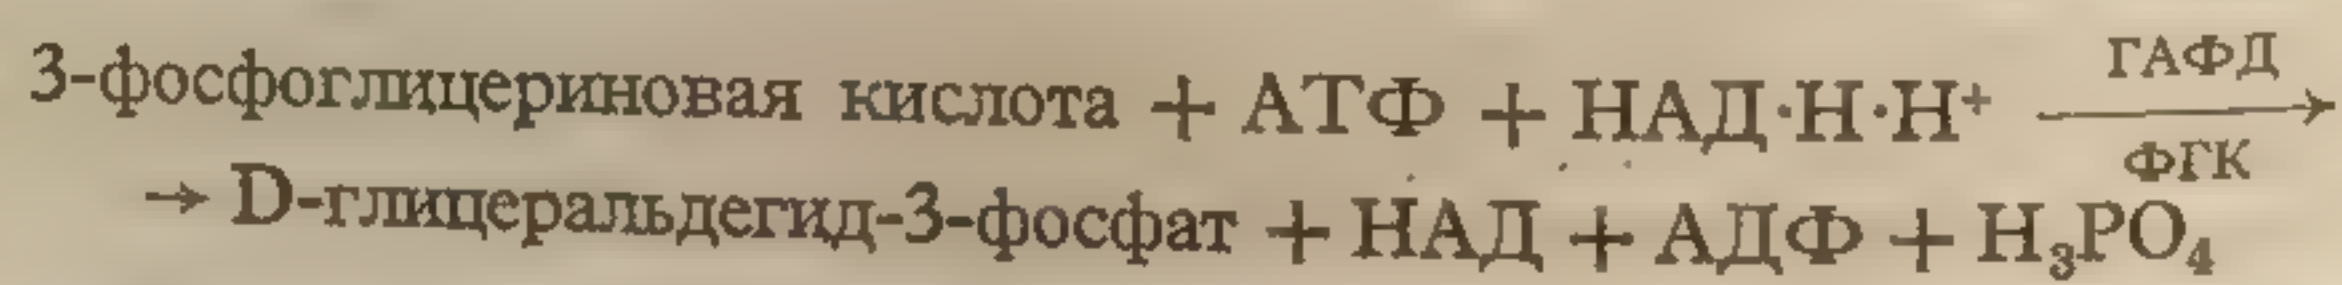 3-фосфоглицериновая кислота + АТФ + НАД·Н·Н⁺ ГАФД ⟶ ФГК
→ D-глицеральдегид-3-фосфат + НАД + АДФ + H₃PO₄